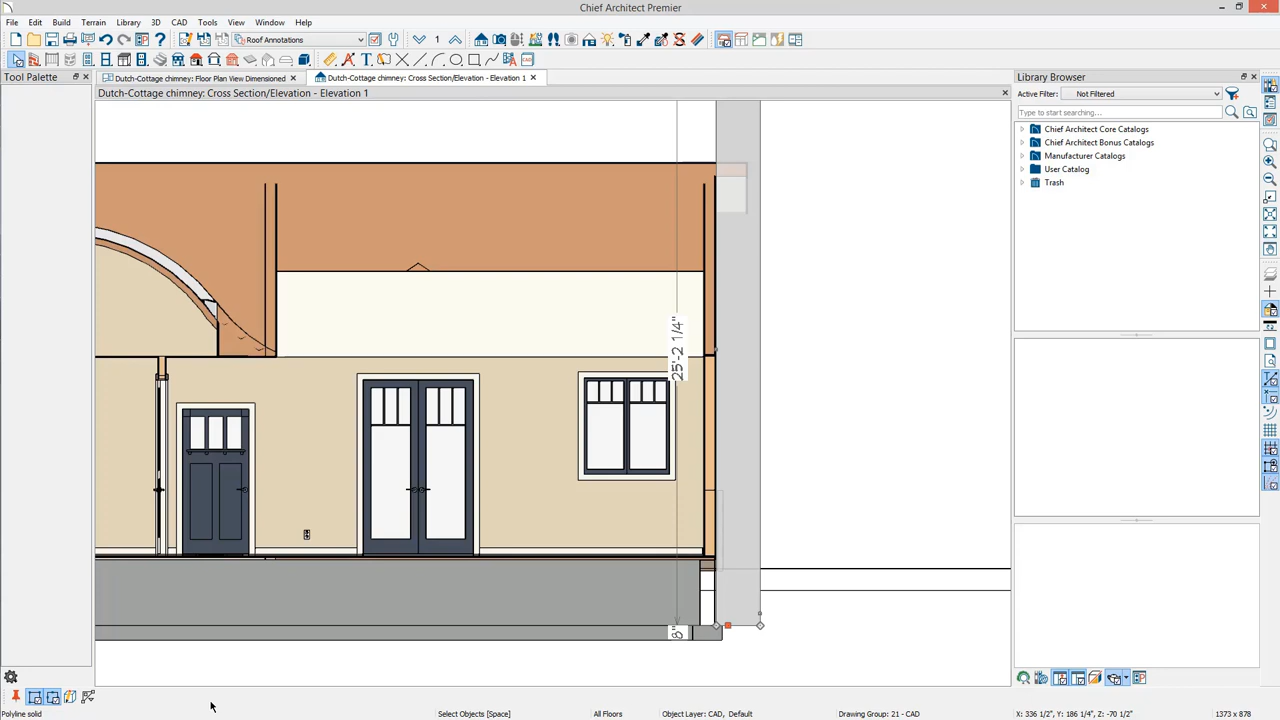 Chief Architect Premier
File Edit Build Terrain Library 3D CAD Tools View Window Help
Roof Annotations
1
Tool Palette
Dutch-Cottage chimney: Floor Plan View Dimensioned
Dutch-Cottage chimney: Cross Section/Elevation - Elevation 1
Library Browser
Dutch-Cottage chimney: Cross Section/Elevation - Elevation 1
Active Filter: Not Filtered
Type to start searching...
Chief Architect Core Catalogs
Chief Architect Bonus Catalogs
Manufacturer Catalogs
User Catalog
Trash
25'-2 1/4"
8"
Polyline solid
Select Objects [Space]
All Floors
Object Layer: CAD, Default
Drawing Group: 21 - CAD
X: 336 1/2", Y: 186 1/4", Z: -70 1/2"
1373 x 878